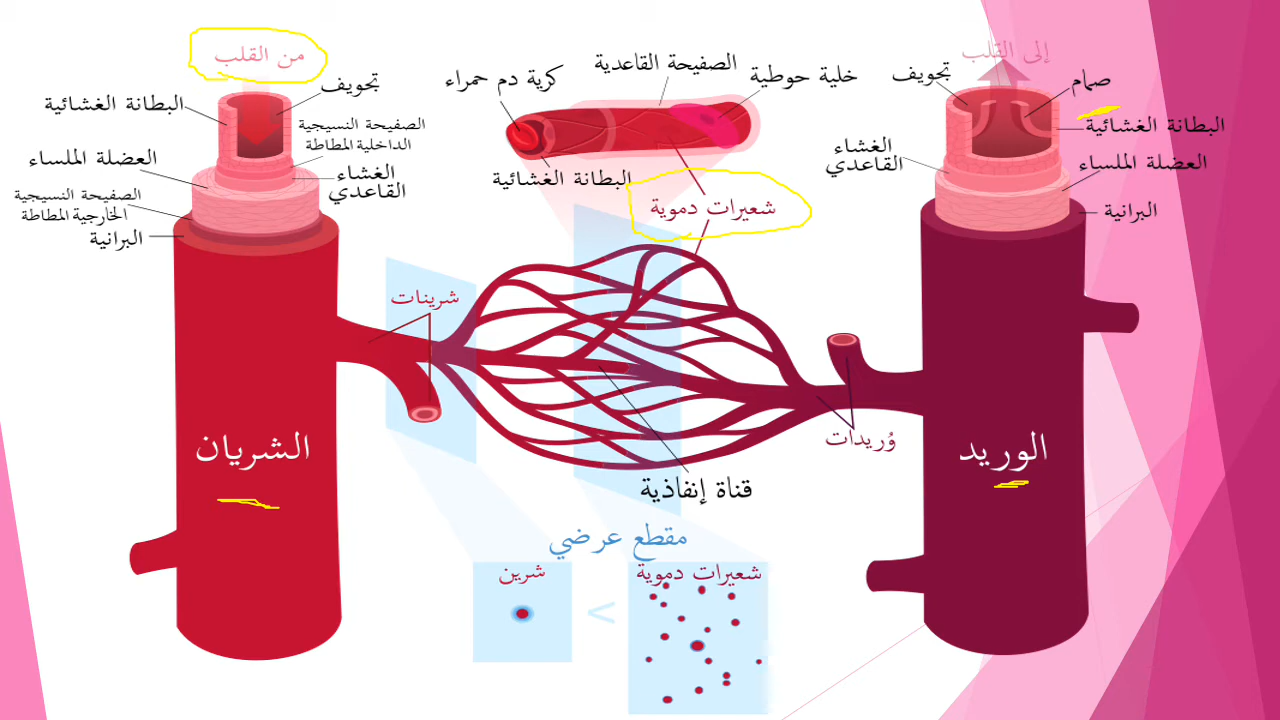 من القلب
تجويف
البطانة الغشائية
الصفيحة النسيجية
الداخلية المطاطة
العضلة الملساء
الغشاء
القاعدي
الصفيحة النسيجية
الخارجية المطاطة
البرانية
الشريان
كرية دم حمراء
الصفيحة القاعدية
خلية حوطية
البطانة الغشائية
شعيرات دموية
شرينات
قناة إنفاذية
وُريدات
مقطع عرضي
شرين
<
شعيرات دموية
إلى القلب
تجويف
صمام
البطانة الغشائية
الغشاء
القاعدي
العضلة الملساء
البرانية
الوريد